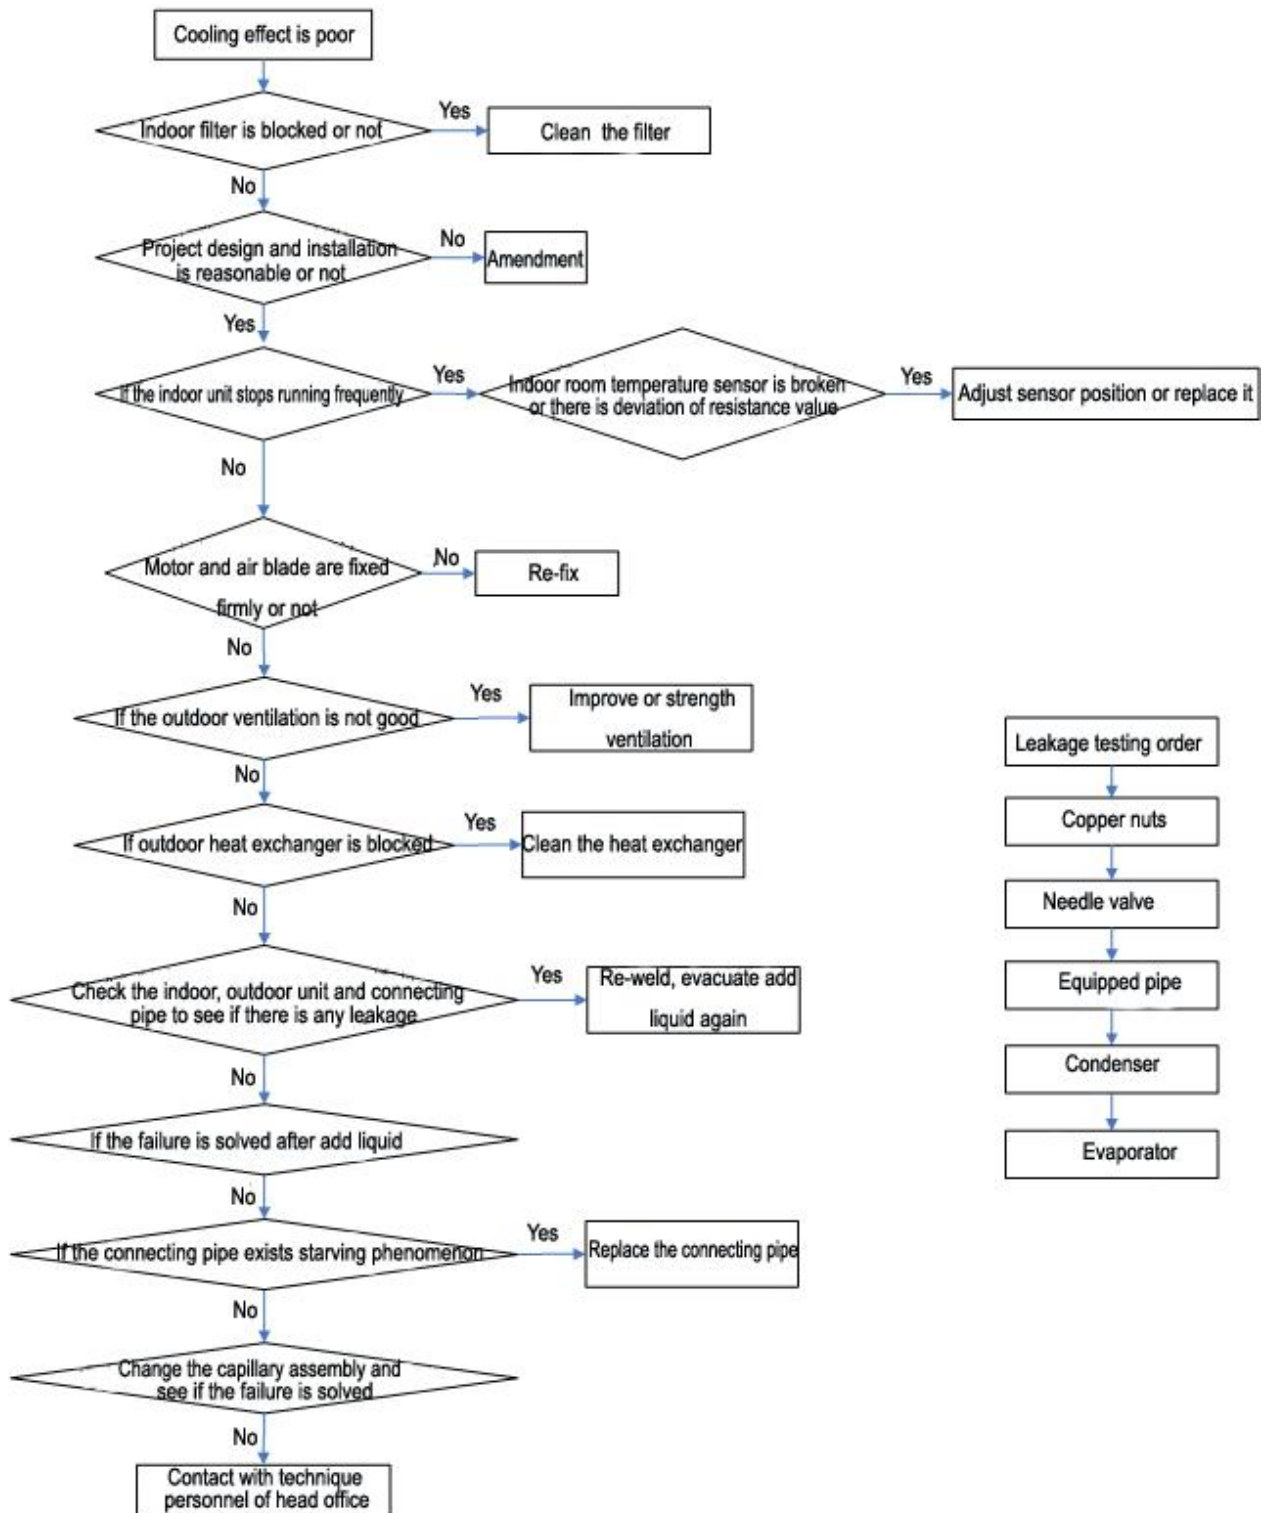 Cooling effect is poor
Indoor filter is blocked or not
Yes
Clean the filter
No
Project design and installation
is reasonable or not
No
Amendment
Yes
If the indoor unit stops running frequently
Yes
Indoor room temperature sensor is broken
or there is deviation of resistance value
Yes
Adjust sensor position or replace it
No
Motor and air blade are fixed
firmly or not
No
Re-fix
No
If the outdoor ventilation is not good
Yes
Improve or strength
ventilation
No
If outdoor heat exchanger is blocked
Yes
Clean the heat exchanger
No
Check the indoor, outdoor unit and connecting
pipe to see if there is any leakage
Yes
Re-weld, evacuate add
liquid again
No
If the failure is solved after add liquid
No
If the connecting pipe exists starving phenomenon
Yes
Replace the connecting pipe
No
Change the capillary assembly and
see if the failure is solved
No
Contact with technique
personnel of head office
Leakage testing order
Copper nuts
Needle valve
Equipped pipe
Condenser
Evaporator